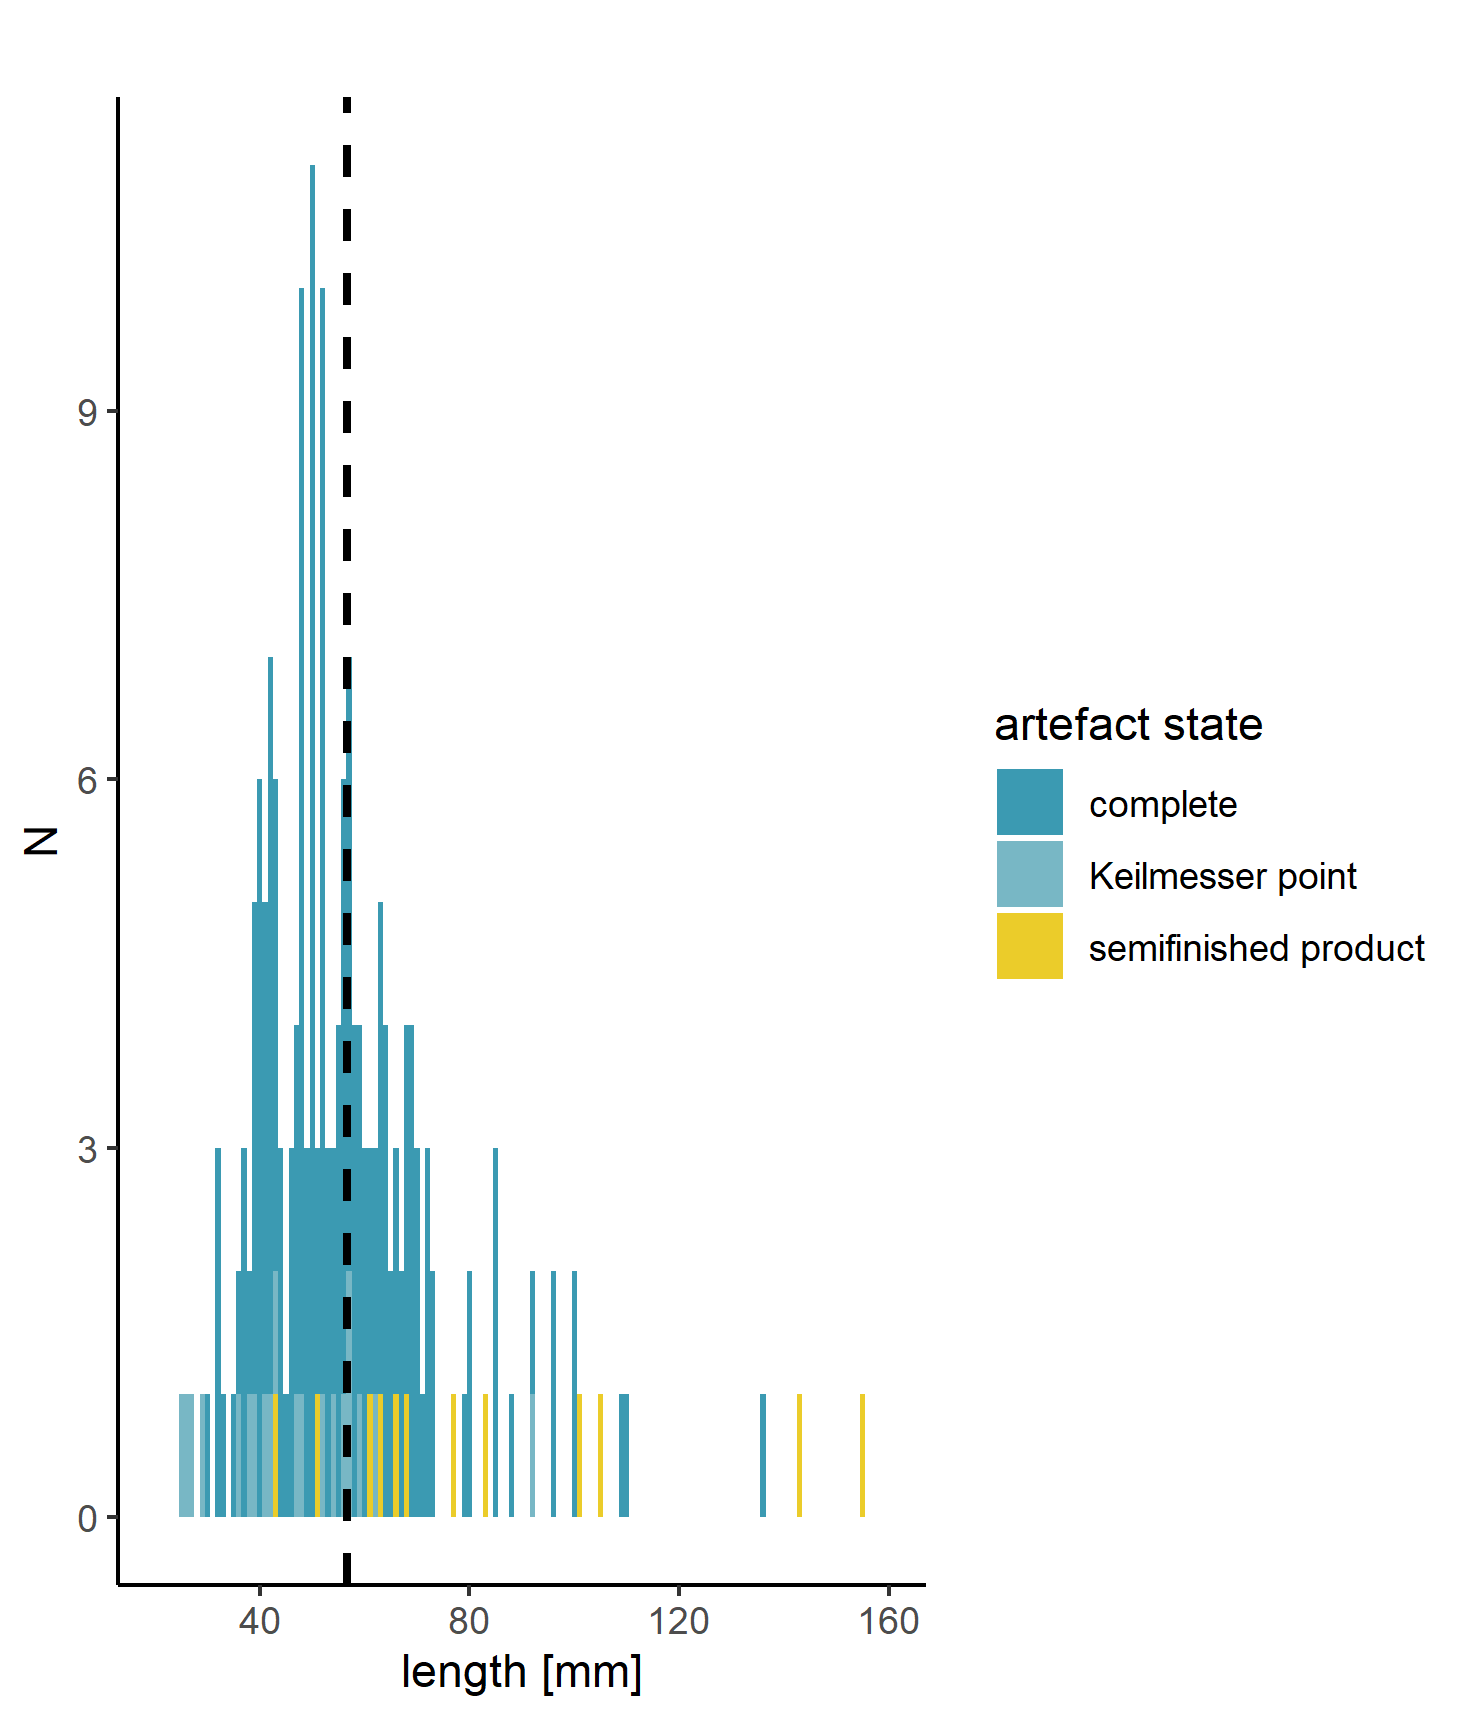 9
6
3
0
N
40 80 120 160
length [mm]
artefact state
complete
Keilmesser point
semifinished product